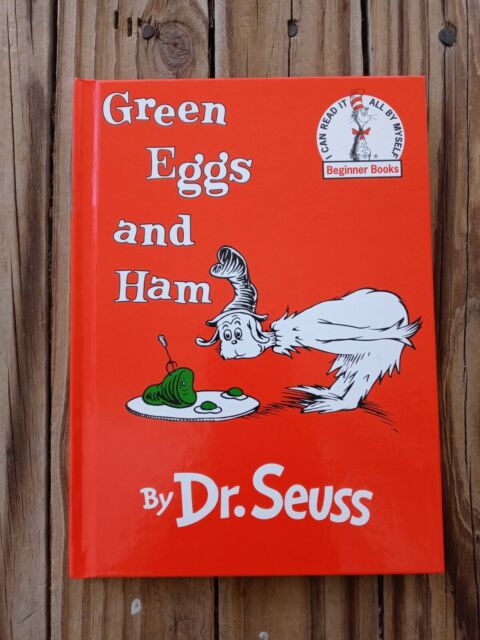 Green
Eggs
and
Ham
I CAN READ IT ALL BY MYSELF
Beginner Books
By Dr. Seuss